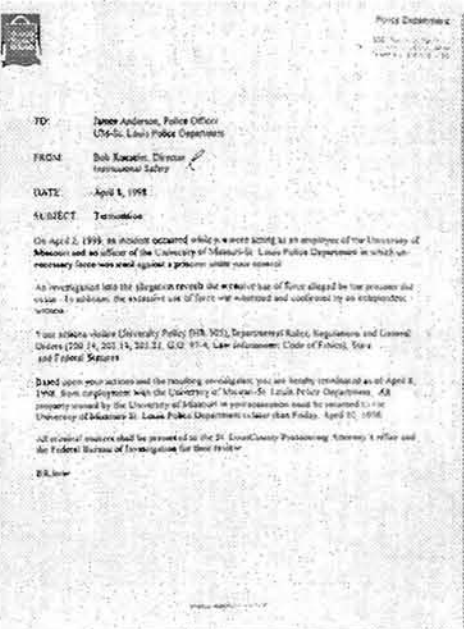 Police Department
TO: James Anderson, Police Officer
UM-St. Louis Police Department
FROM Bob Director
Institutional Safety
DATE April 8, 1998
SUBJECT Termination
On April 2, 1998, an incident occurred while you were acting as an employee of the University of
Missouri and an officer of the University of Missouri-St. Louis Police Department in which un-
necessary force was used against a prisoner under your control
An investigation into the allegation reveals the excessive use of force alleged by the prisoner did
occur. In addition, the excessive use of force was witnessed and confirmed by an independent
witness
Your actions violate University Policy (HR 505), Departmental Rules, Regulations and General
Orders Law Enforcement Code of Ethics), State
and Federal Statutes
Based upon your actions and the resulting investigation, you are hereby terminated as of April 8,
1998, from employment with the University of Missouri-St. Louis Police Department. All
property owned by the University of Missouri in your possession must be returned to the
University of Missouri-St. Louis Police Department no later than Friday, April 10, 1998
All criminal matters shall be presented to the St. Louis County Prosecuting Attorney's office and
the Federal Bureau of Investigation for their review